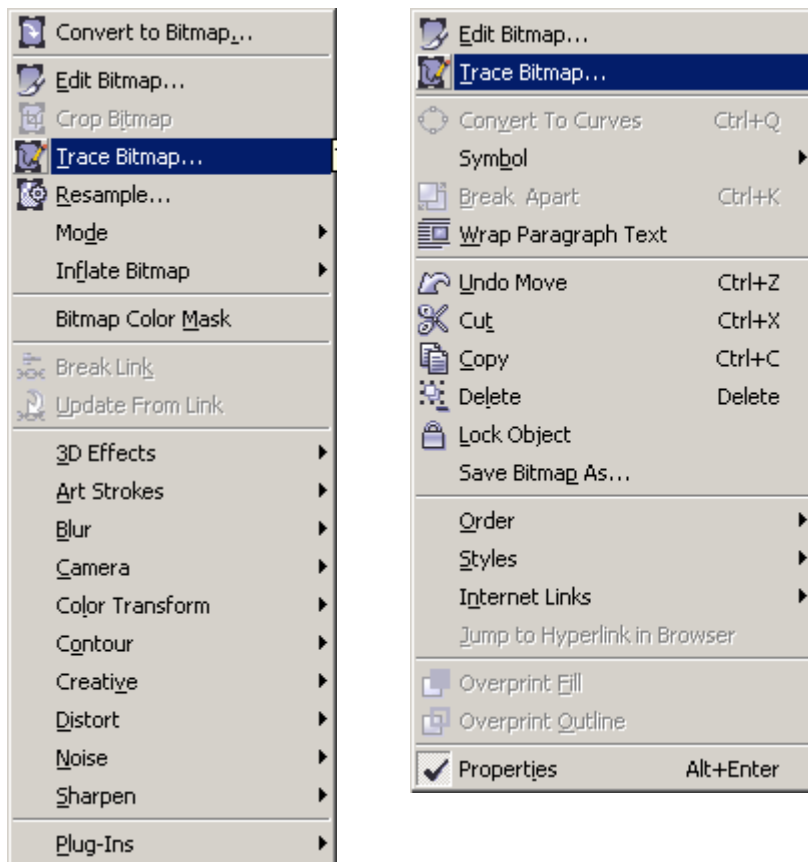 Convert to Bitmap...
Edit Bitmap...
Crop Bitmap
Trace Bitmap...
Resample...
Mode
Inflate Bitmap
Bitmap Color Mask
Break Link
Update From Link
3D Effects
Art Strokes
Blur
Camera
Color Transform
Contour
Creative
Distort
Noise
Sharpen
Plug-Ins
Edit Bitmap...
Trace Bitmap...
Convert To Curves Ctrl+Q
Symbol
Break Apart Ctrl+K
Wrap Paragraph Text
Undo Move Ctrl+Z
Cut Ctrl+X
Copy Ctrl+C
Delete Delete
Lock Object
Save Bitmap As...
Order
Styles
Internet Links
Jump to Hyperlink in Browser
Overprint Fill
Overprint Outline
Properties Alt+Enter